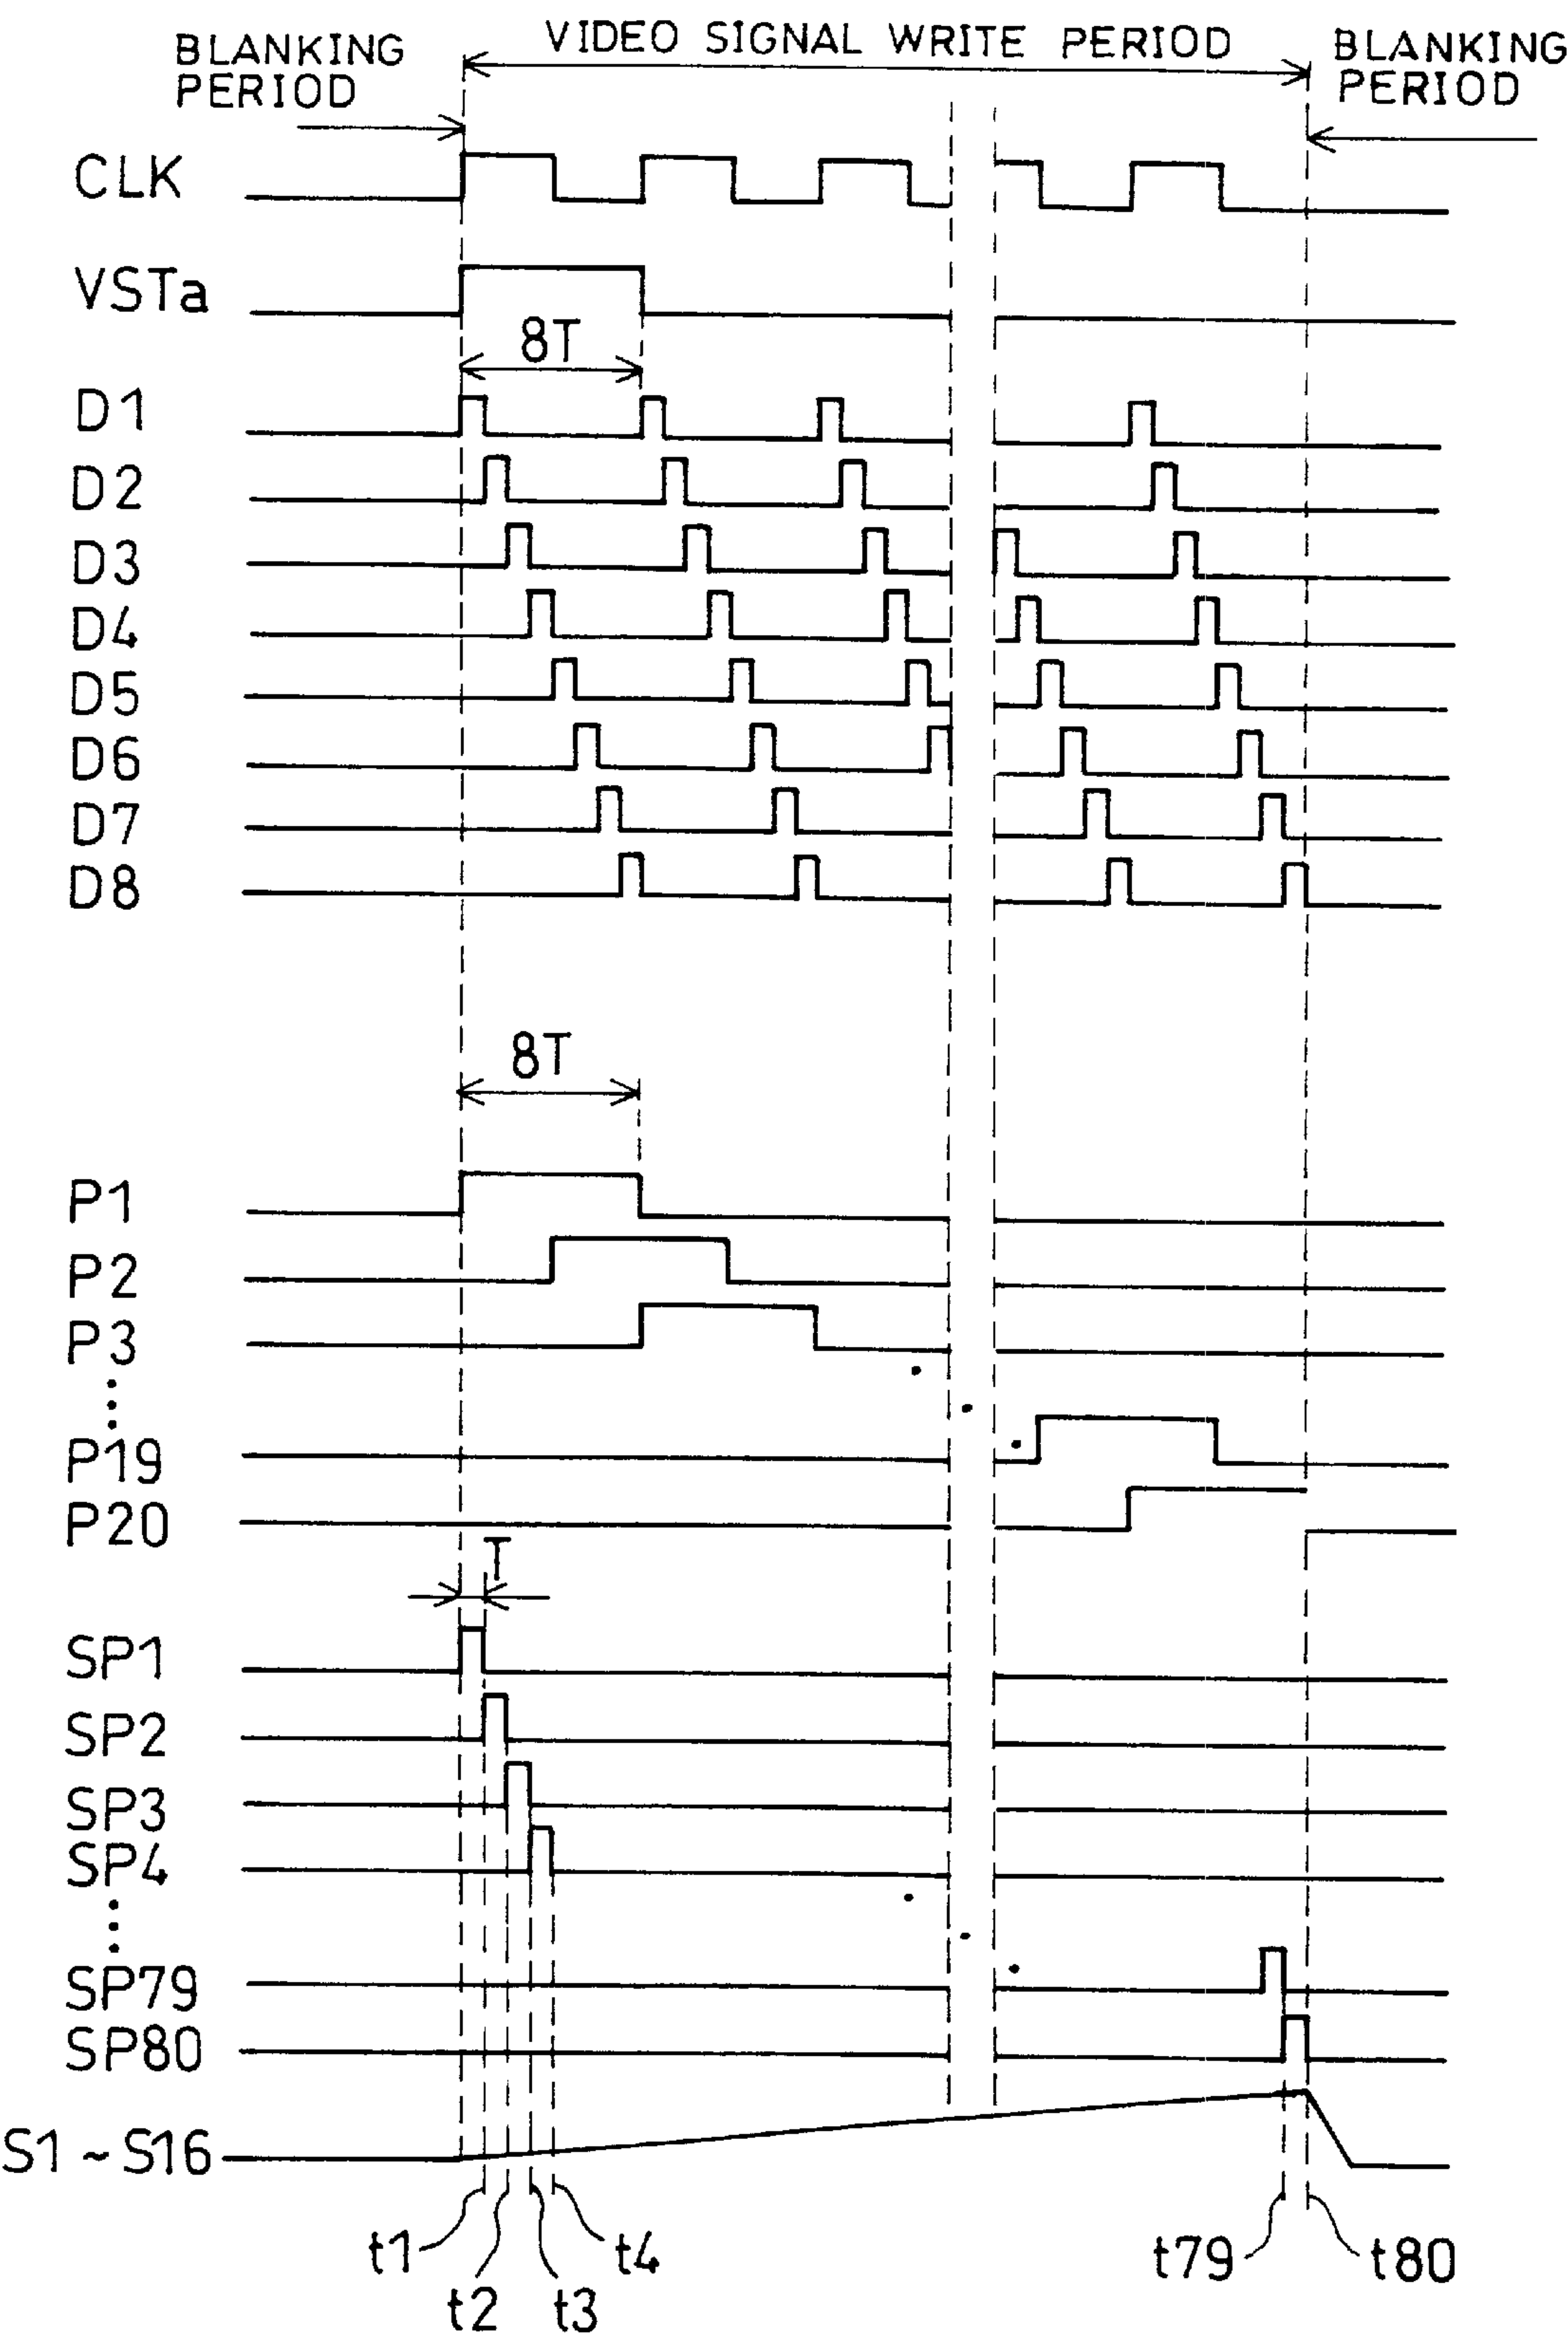 BLANKING
PERIOD
VIDEO SIGNAL WRITE PERIOD
BLANKING
PERIOD
CLK
VSTa
8T
D1
D2
D3
D4
D5
D6
D7
D8
8T
P1
P2
P3
P19
P20
T
SP1
SP2
SP3
SP4
SP79
SP80
S1 ~ S16
t1
t2
t3
t4
t79
t80